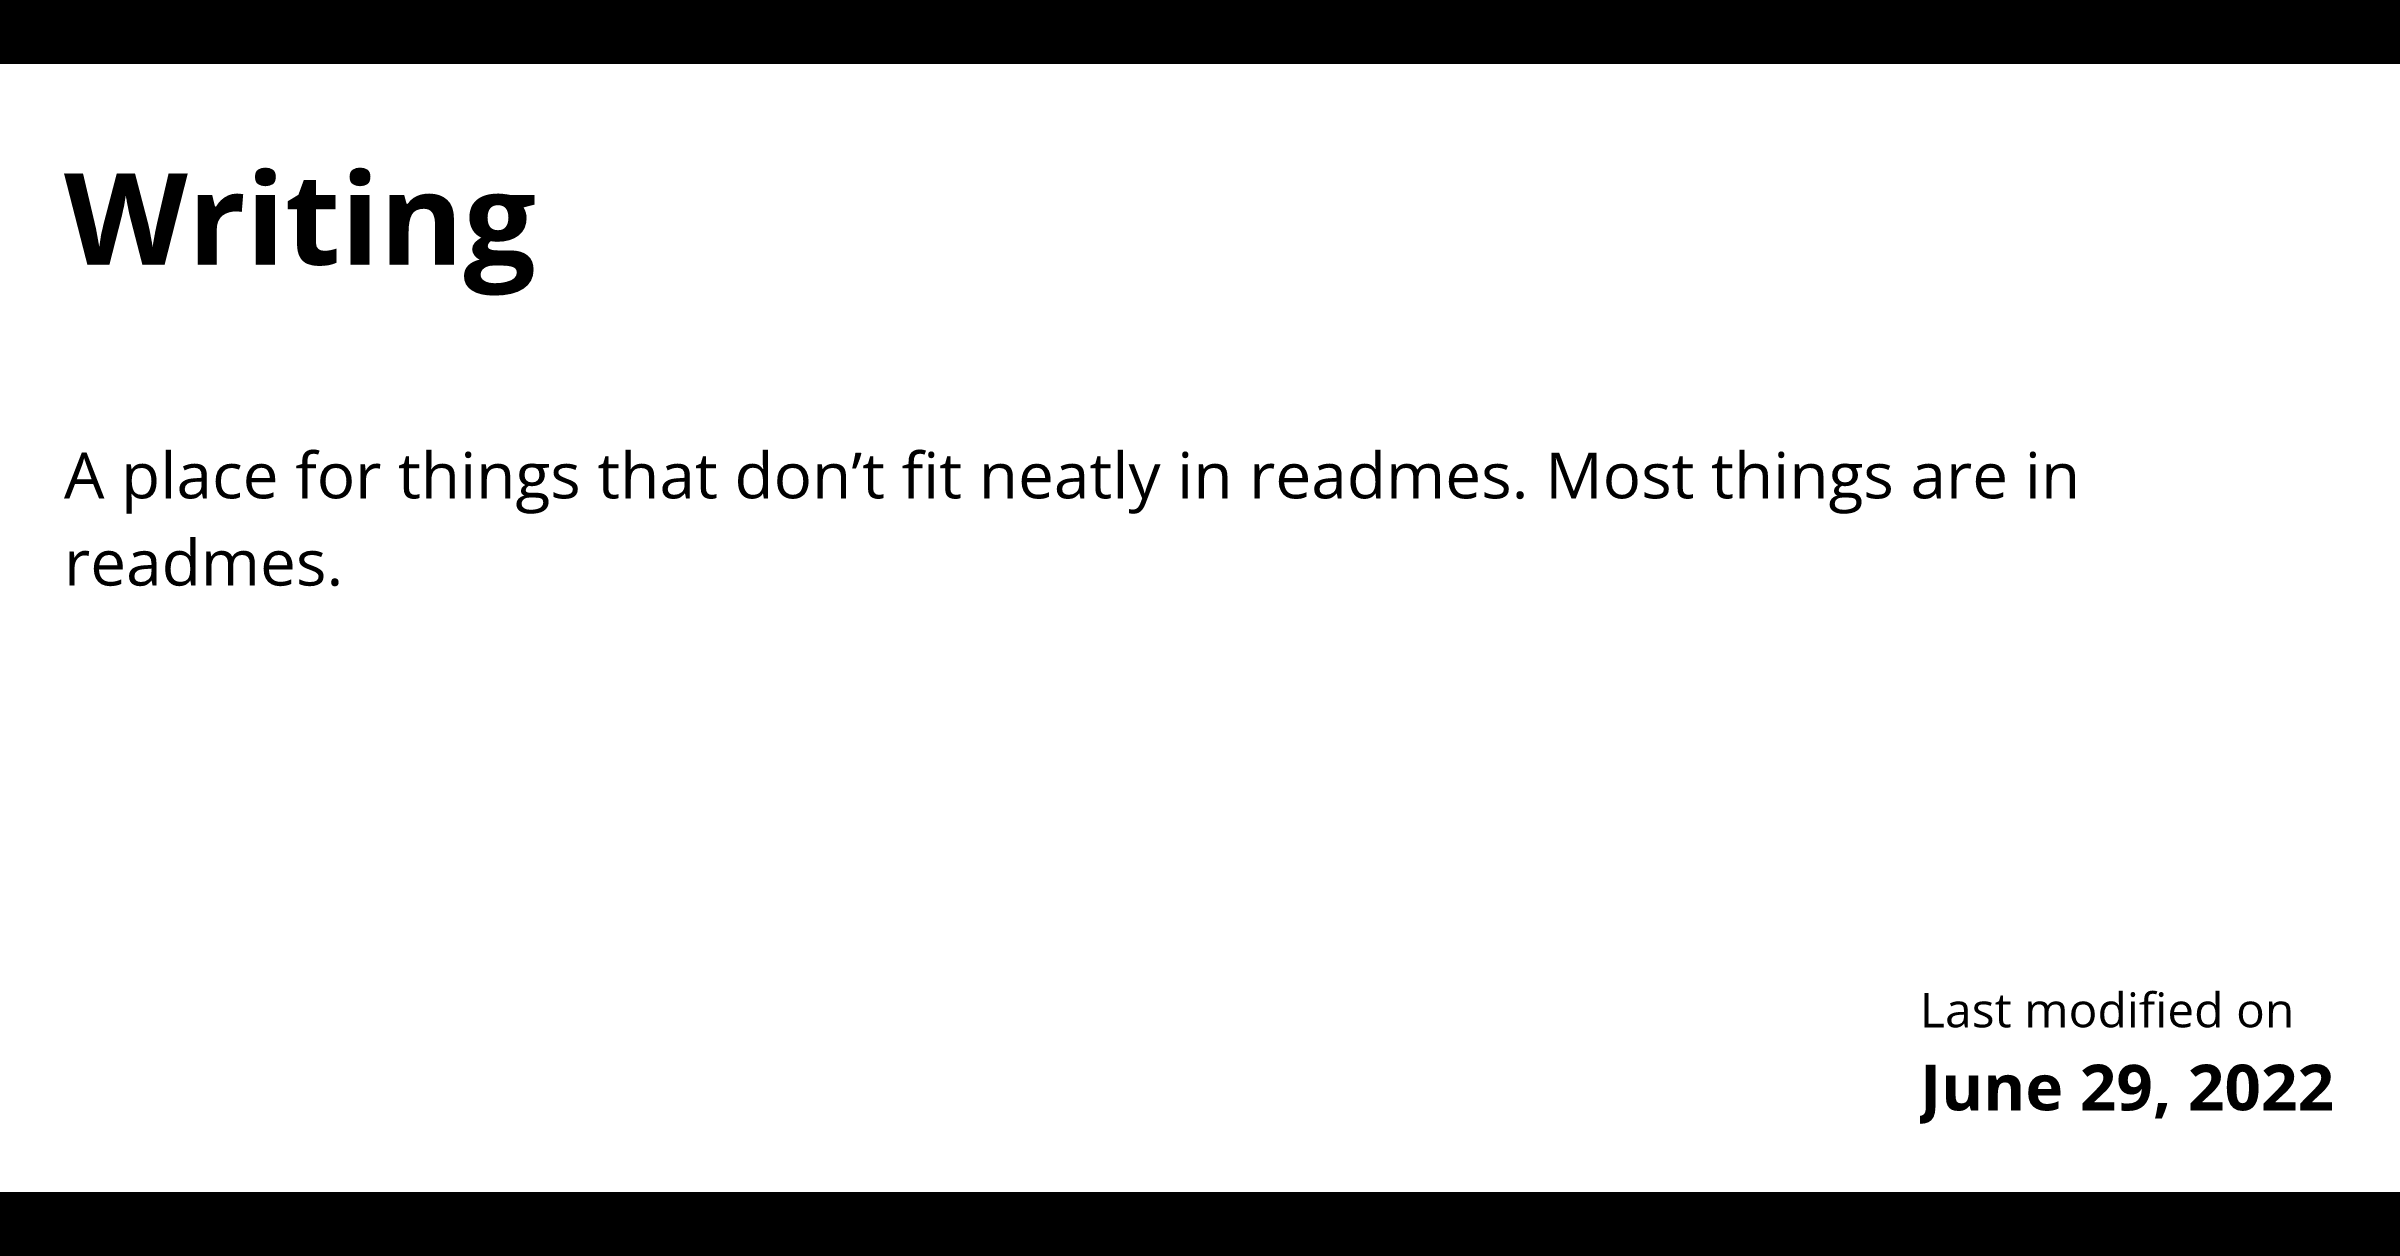 Writing
A place for things that don’t fit neatly in readmes. Most things are in
readmes.
Last modified on
June 29, 2022